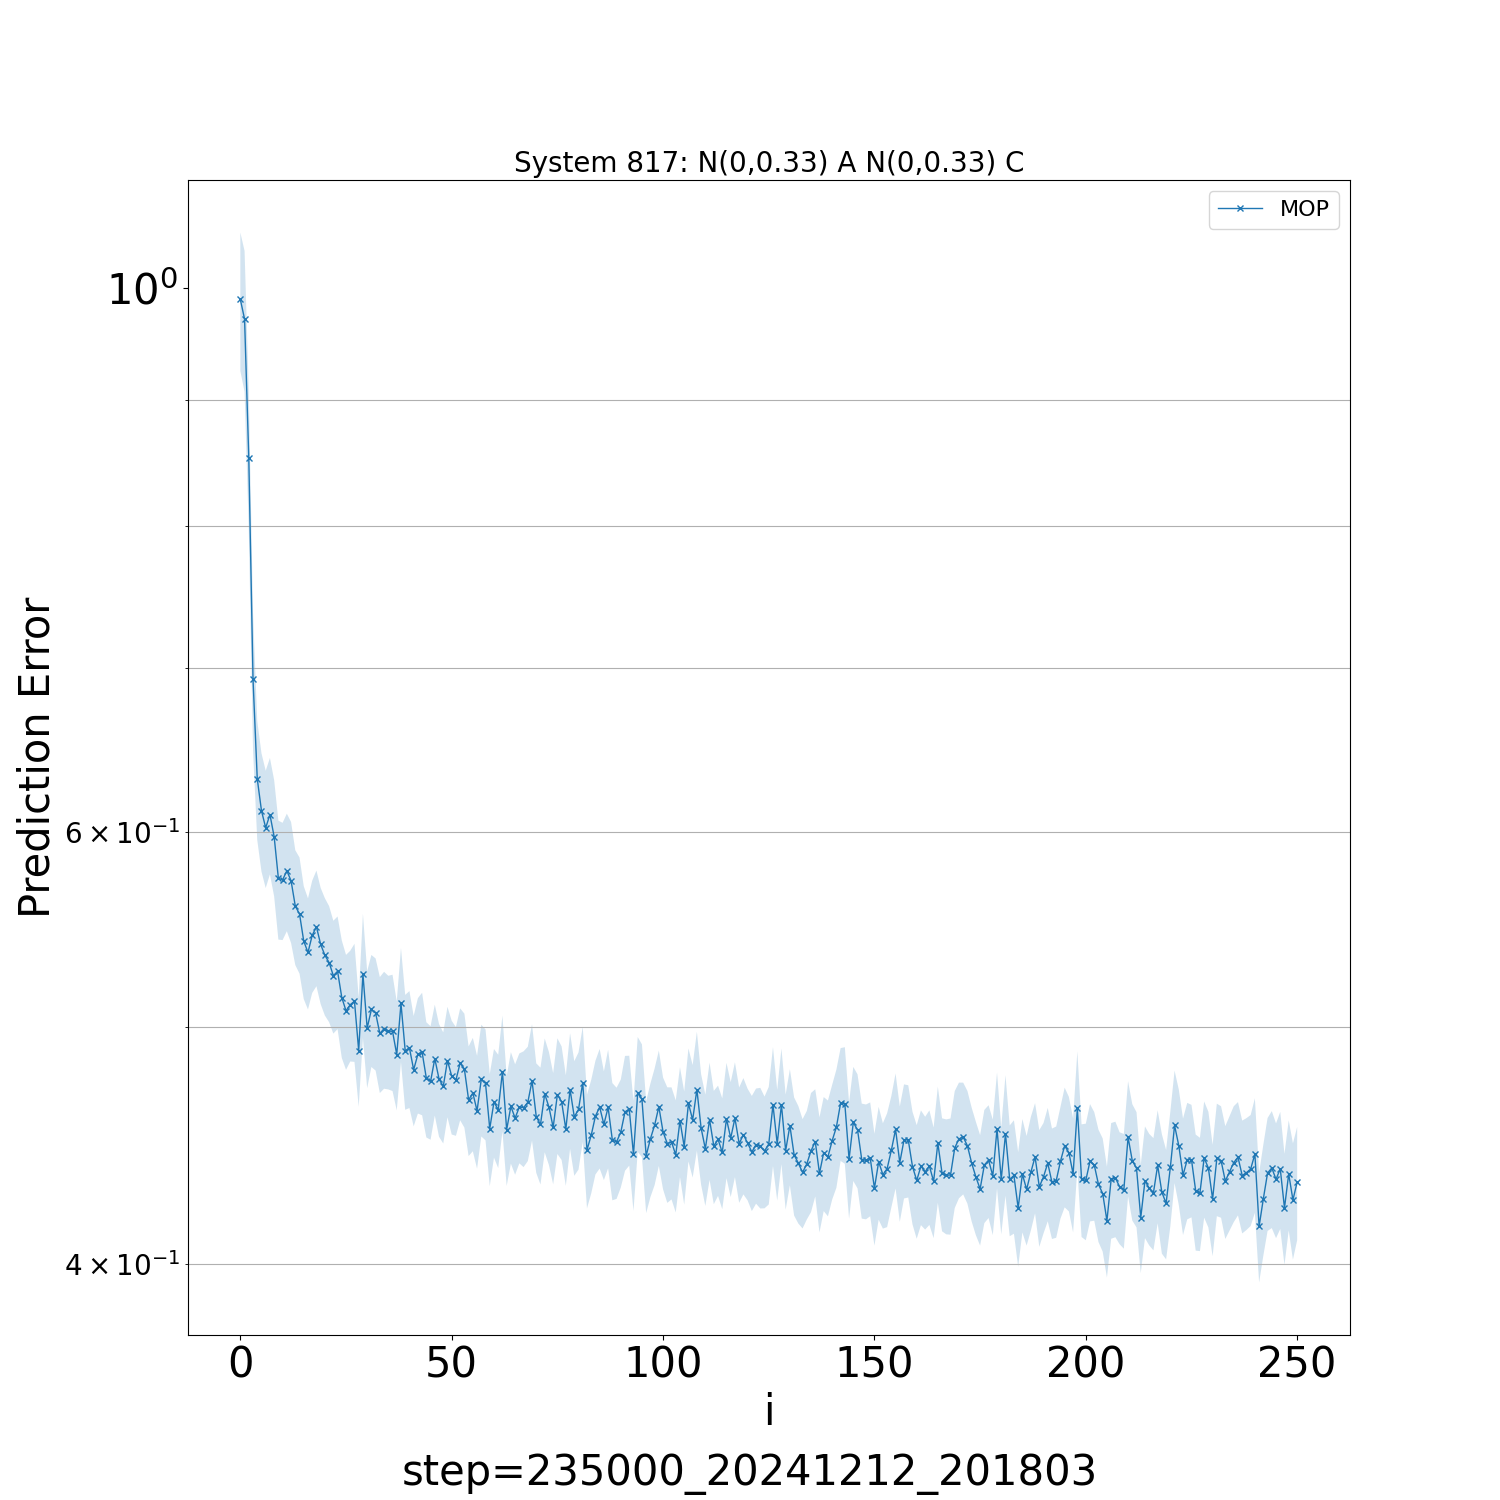 System 817: N(0,0.33) A N(0,0.33) C
MOP
10⁰
6 × 10⁻¹
4 × 10⁻¹
Prediction Error
0 50 100 150 200 250
i
step=235000_20241212_201803